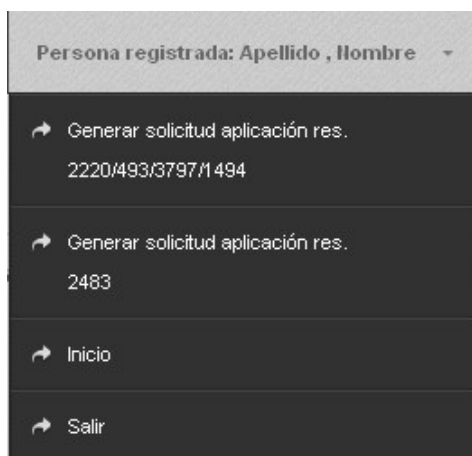 Persona registrada: Apellido , Nombre
Generar solicitud aplicación res.
2220/493/3797/1494
Generar solicitud aplicación res.
2483
Inicio
Salir